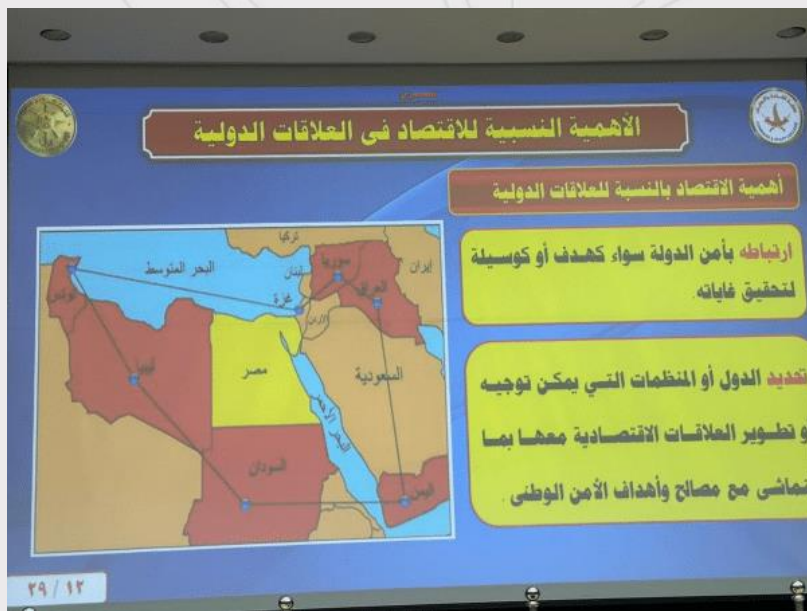 الأهمية النسبية للاقتصاد فى العلاقات الدولية
أهمية الاقتصاد بالنسبة للعلاقات الدولية
ارتباطه بأمن الدولة سواء كهدف أو كوسيلة
لتحقيق غاياته.
تحديد الدول أو المنظمات التي يمكن توجيه
و تطوير العلاقات الاقتصادية معها بما
تماشى مع مصالح وأهداف الأمن الوطنى .
تركيا
البحر المتوسط
سوريا
لبنان
إيران
غزة
العراق
تونس
الأردن
ليبيا
مصر
السعودية
البحر الأحمر
السودان
اليمن
٢٩ / ١٢